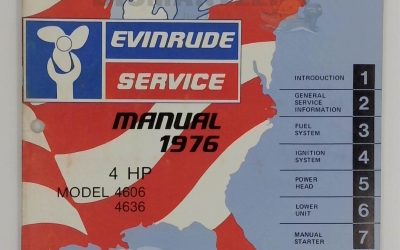 EVINRUDE
SERVICE
MANUAL
1976
4 HP
MODEL 4606
4636
INTRODUCTION 1
GENERAL
SERVICE
INFORMATION 2
FUEL
SYSTEM 3
IGNITION
SYSTEM 4
POWER
HEAD 5
LOWER
UNIT 6
MANUAL
STARTER 7